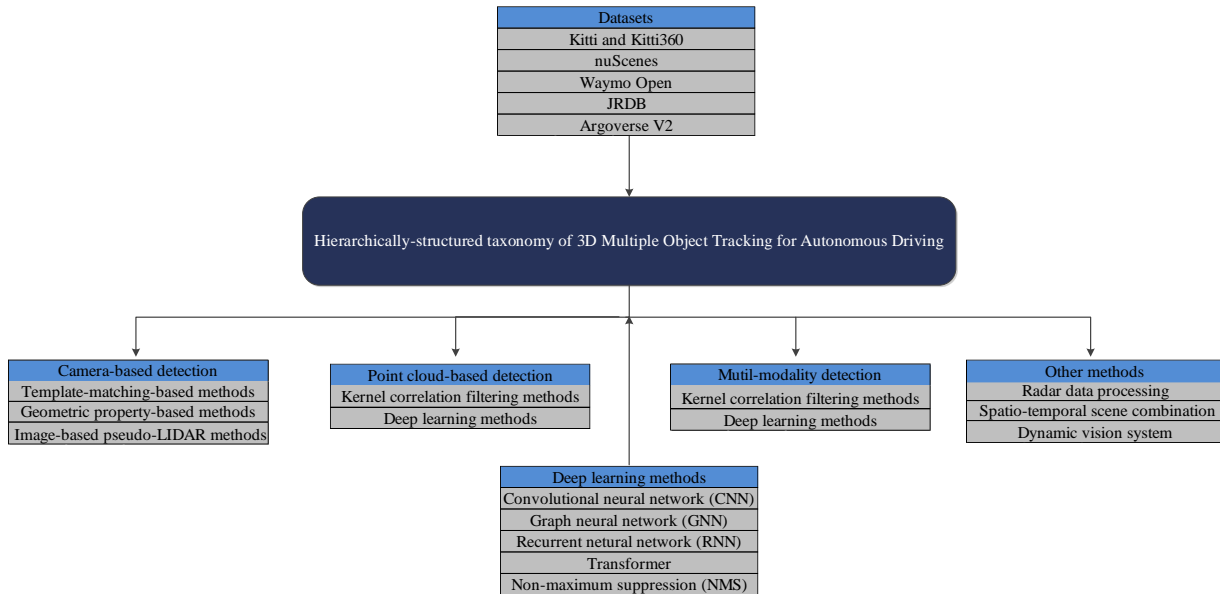 Datasets
Kitti and Kitti360
nuScenes
Waymo Open
JRDB
Argoverse V2
Hierarchically-structured taxonomy of 3D Multiple Object Tracking for Autonomous Driving
Camera-based detection
Template-matching-based methods
Geometric property-based methods
Image-based pseudo-LIDAR methods
Point cloud-based detection
Kernel correlation filtering methods
Deep learning methods
Mutil-modality detection
Kernel correlation filtering methods
Deep learning methods
Other methods
Radar data processing
Spatio-temporal scene combination
Dynamic vision system
Deep learning methods
Convolutional neural network (CNN)
Graph neural network (GNN)
Recurrent netural network (RNN)
Transformer
Non-maximum suppression (NMS)